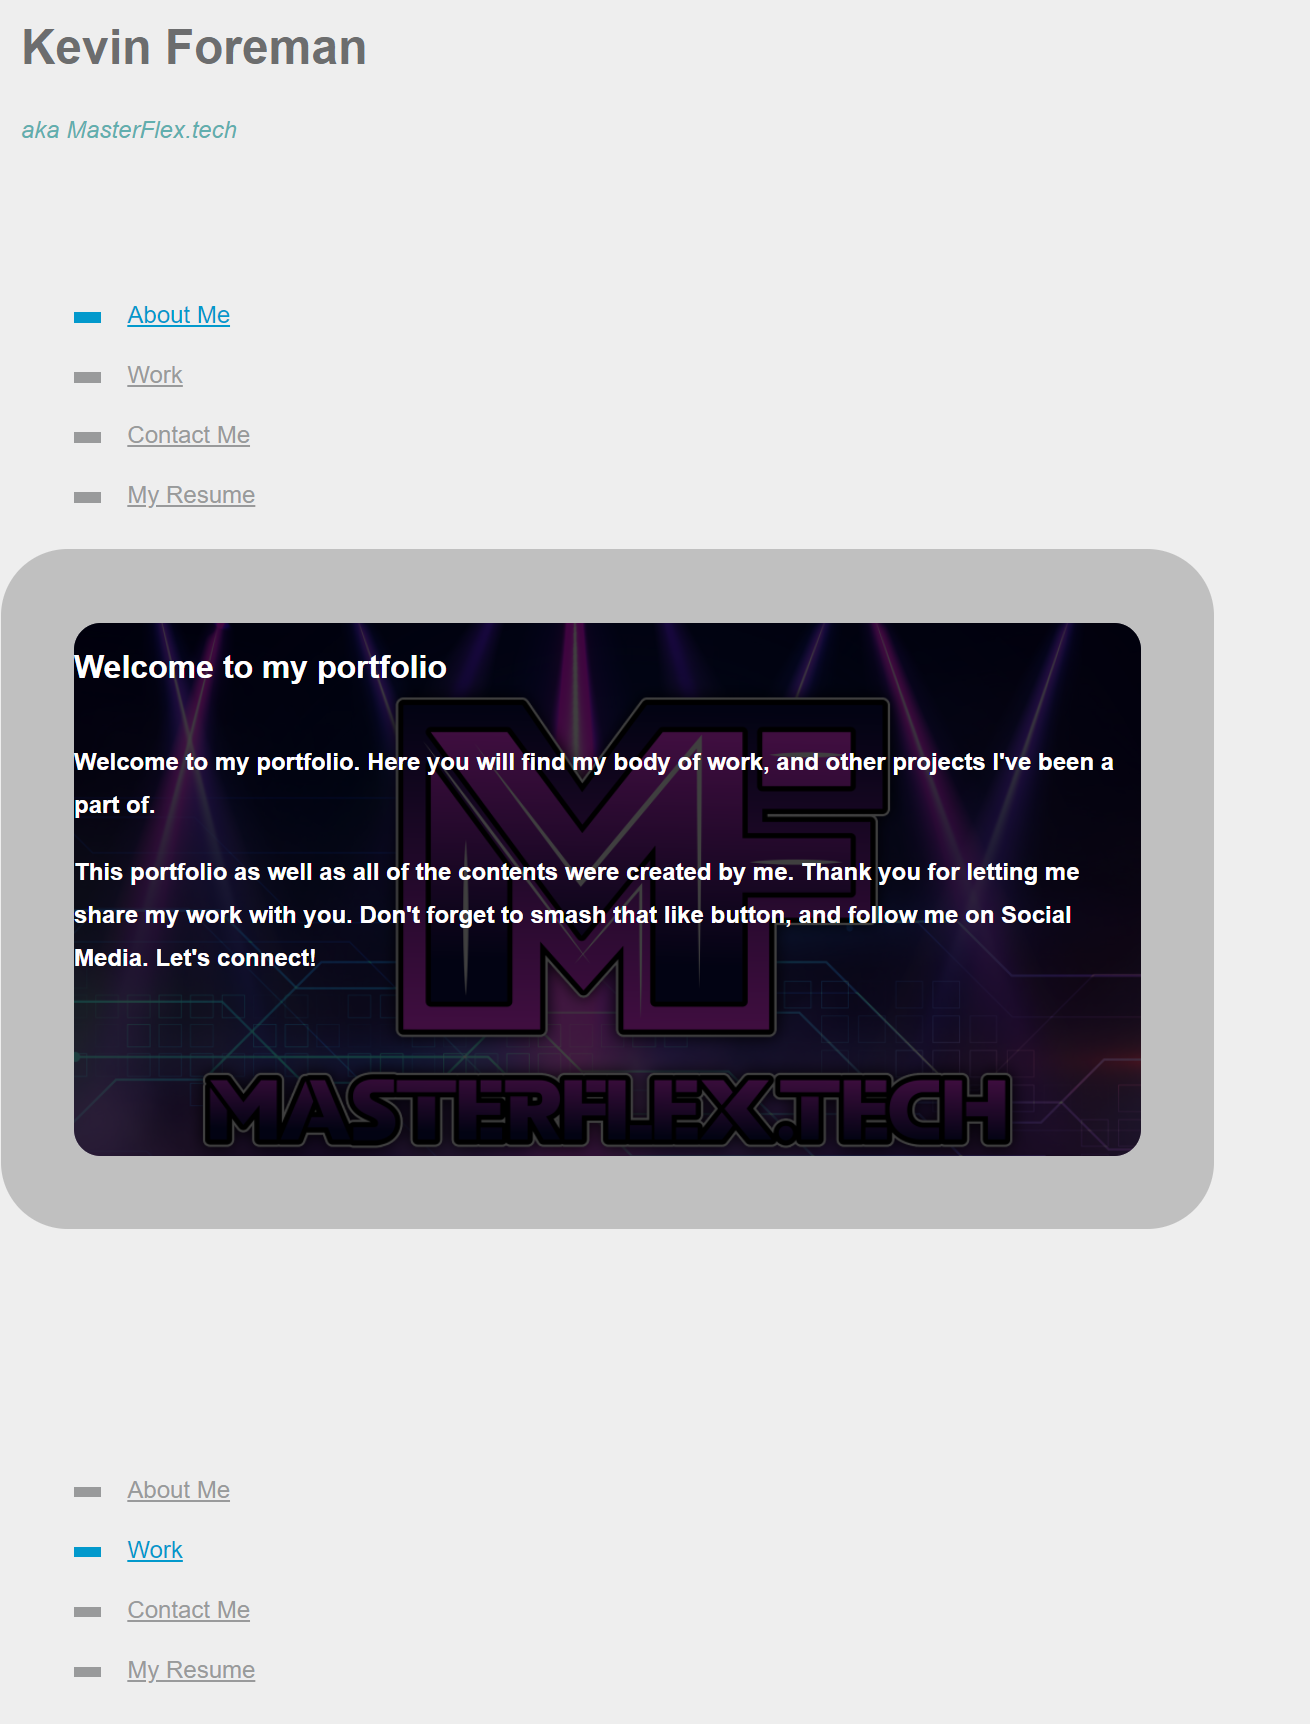 Kevin Foreman
aka MasterFlex.tech
About Me
Work
Contact Me
My Resume
Welcome to my portfolio
Welcome to my portfolio. Here you will find my body of work, and other projects I've been a
part of.
This portfolio as well as all of the contents were created by me. Thank you for letting me
share my work with you. Don't forget to smash that like button, and follow me on Social
Media. Let's connect!
MF
MASTERFLEX.TECH
About Me
Work
Contact Me
My Resume